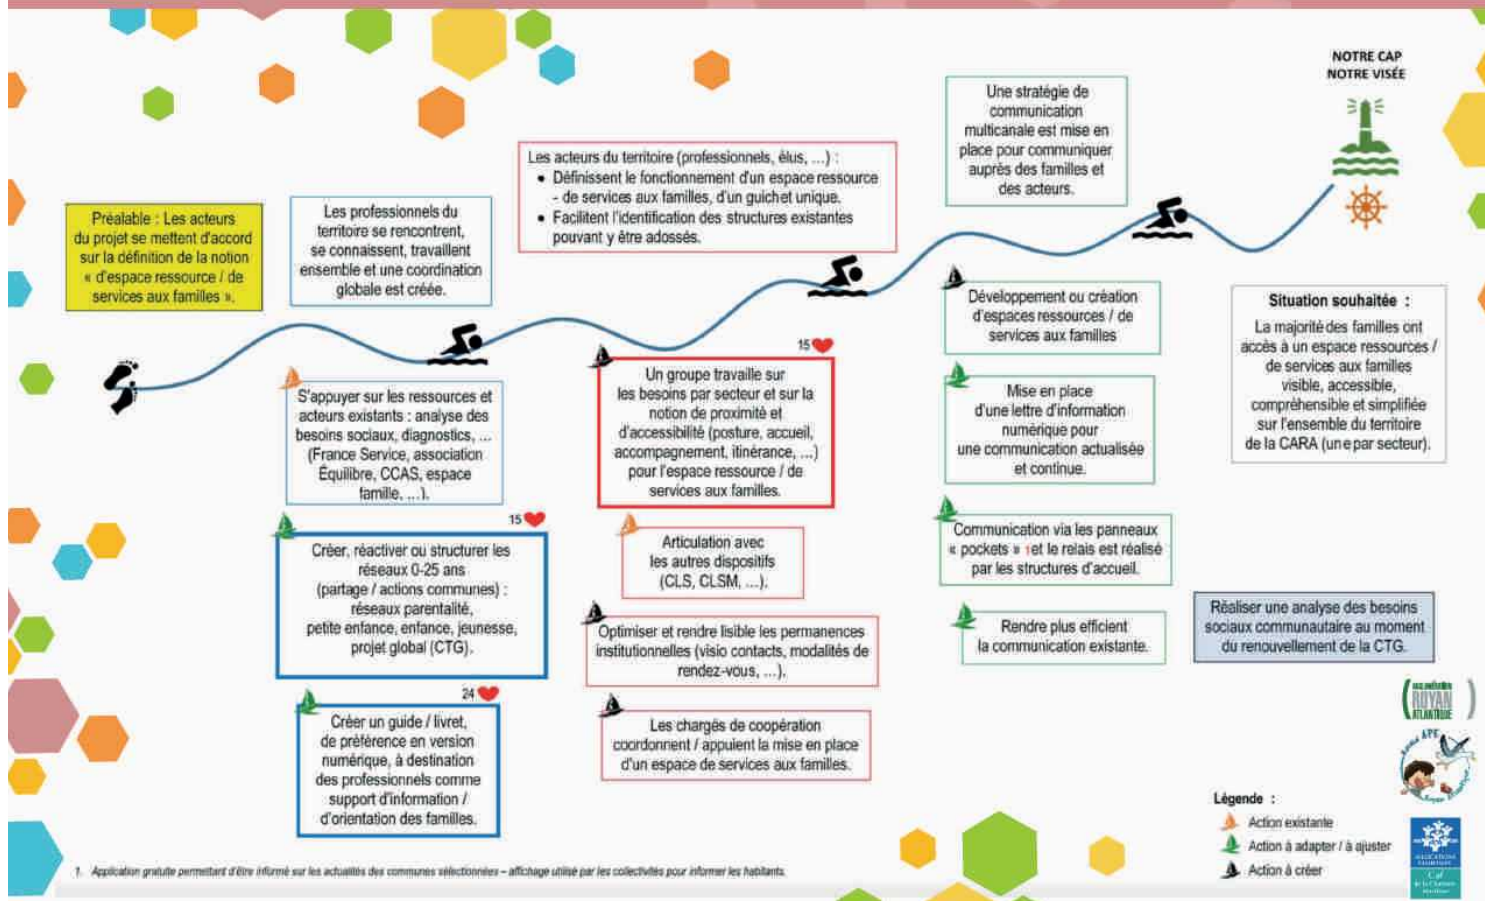 NOTRE CAP
NOTRE VISÉE
Préalable : Les acteurs
du projet se mettent d'accord
sur la définition de la notion
« d'espace ressource / de
services aux familles ».
Les professionnels du
territoire se rencontrent,
se connaissent, travaillent
ensemble et une coordination
globale est créée.
Les acteurs du territoire (professionnels, élus, ...) :
• Définissent le fonctionnement d'un espace ressource
- de services aux familles, d'un guichet unique.
• Facilitent l'identification des structures existantes
pouvant y être adossés.
Une stratégie de
communication
multicanale est mise en
place pour communiquer
auprès des familles et
des acteurs.
S'appuyer sur les ressources et
acteurs existants : analyse des
besoins sociaux, diagnostics, ...
(France Service, association
Équilibre, CCAS, espace
famille, ...).
15
Créer, réactiver ou structurer les
réseaux 0-25 ans
(partage / actions communes) :
réseaux parentalité,
petite enfance, enfance, jeunesse,
projet global (CTG).
24
Créer un guide / livret,
de préférence en version
numérique, à destination
des professionnels comme
support d'information /
d'orientation des familles.
15
Un groupe travaille sur
les besoins par secteur et sur la
notion de proximité et
d'accessibilité (posture, accueil,
accompagnement, itinérance, ...)
pour l'espace ressource / de
services aux familles.
Articulation avec
les autres dispositifs
(CLS, CLSM, ...).
Optimiser et rendre lisible les permanences
institutionnelles (visio contacts, modalités de
rendez-vous, ...).
Les chargés de coopération
coordonnent / appuient la mise en place
d'un espace de services aux familles.
Développement ou création
d'espaces ressources / de
services aux familles
Mise en place
d'une lettre d'information
numérique pour
une communication actualisée
et continue.
Communication via les panneaux
« pockets » 1 et le relais est réalisé
par les structures d'accueil.
Rendre plus efficient
la communication existante.
Situation souhaitée :
La majorité des familles ont
accès à un espace ressources /
de services aux familles
visible, accessible,
compréhensible et simplifiée
sur l'ensemble du territoire
de la CARA (une par secteur).
Réaliser une analyse des besoins
sociaux communautaire au moment
du renouvellement de la CTG.
AGGLOMÉRATION
ROYAN
ATLANTIQUE
Royan Atlantique
ALLOCATIONS
FAMILIALES
Caf
de la Charente
Maritime
Légende :
Action existante
Action à adapter / à ajuster
Action à créer
1. Application gratuite permettant d'être informé sur les actualités des communes sélectionnées – affichage utilisé par les collectivités pour informer les habitants.